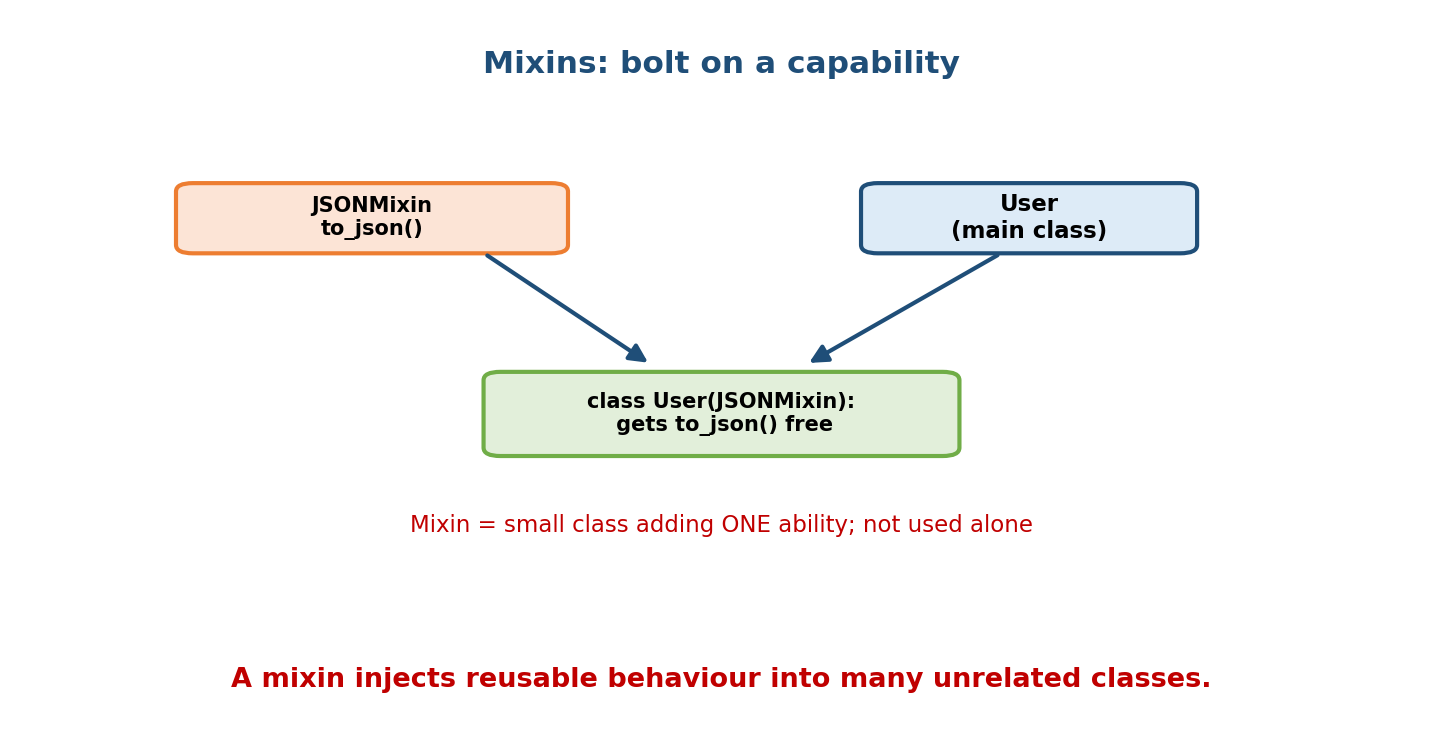 Mixins: bolt on a capability
JSONMixin
to_json()
User
(main class)
class User(JSONMixin):
gets to_json() free
Mixin = small class adding ONE ability; not used alone
A mixin injects reusable behaviour into many unrelated classes.